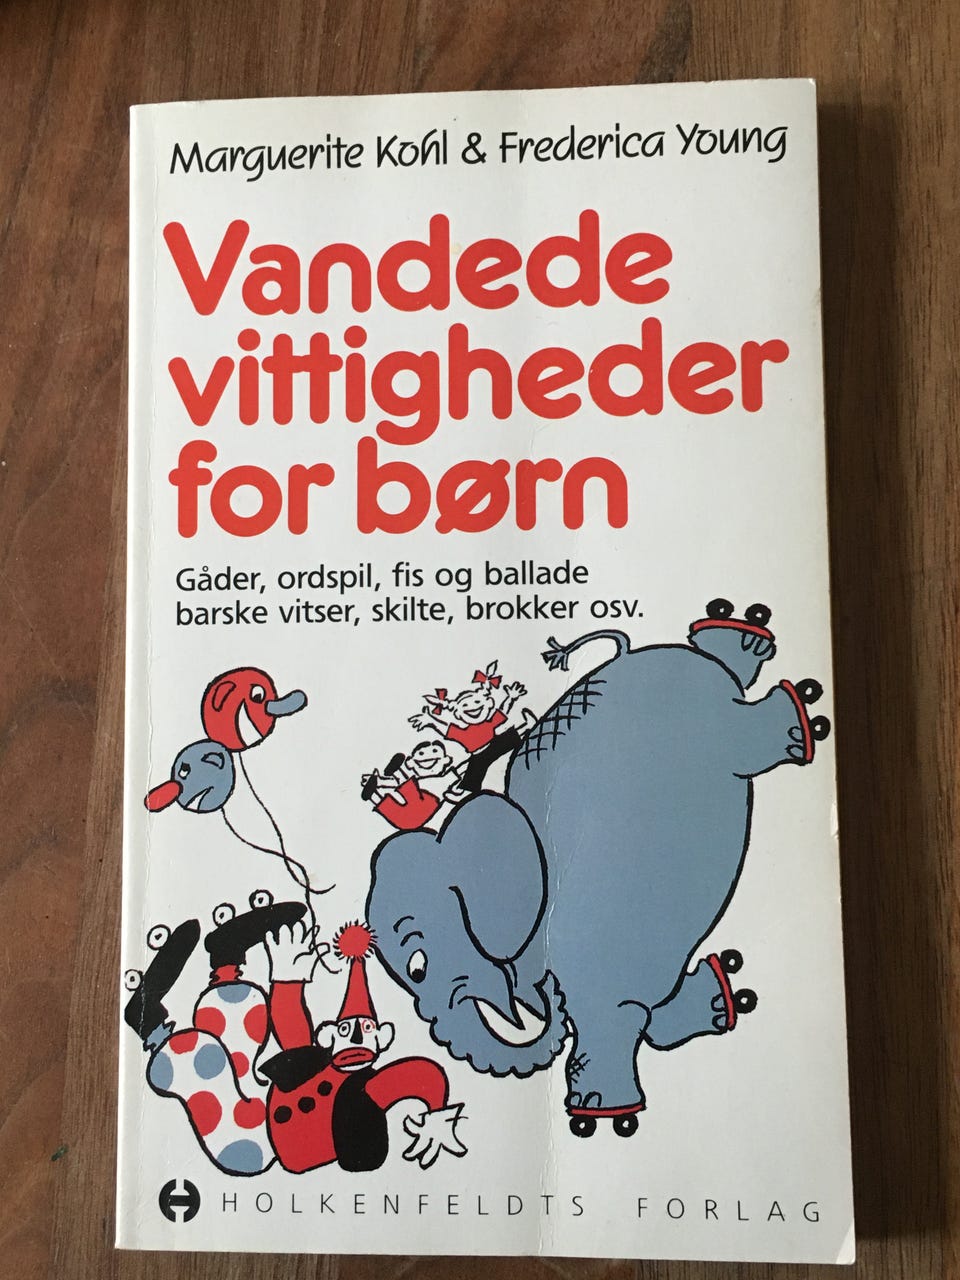 Marguerite Kohl & Frederica Young
Vandede
vittigheder
for børn
Gåder, ordspil, fis og ballade
barske vitser, skilte, brokker osv.
HOLKENFELDTS FORLAG